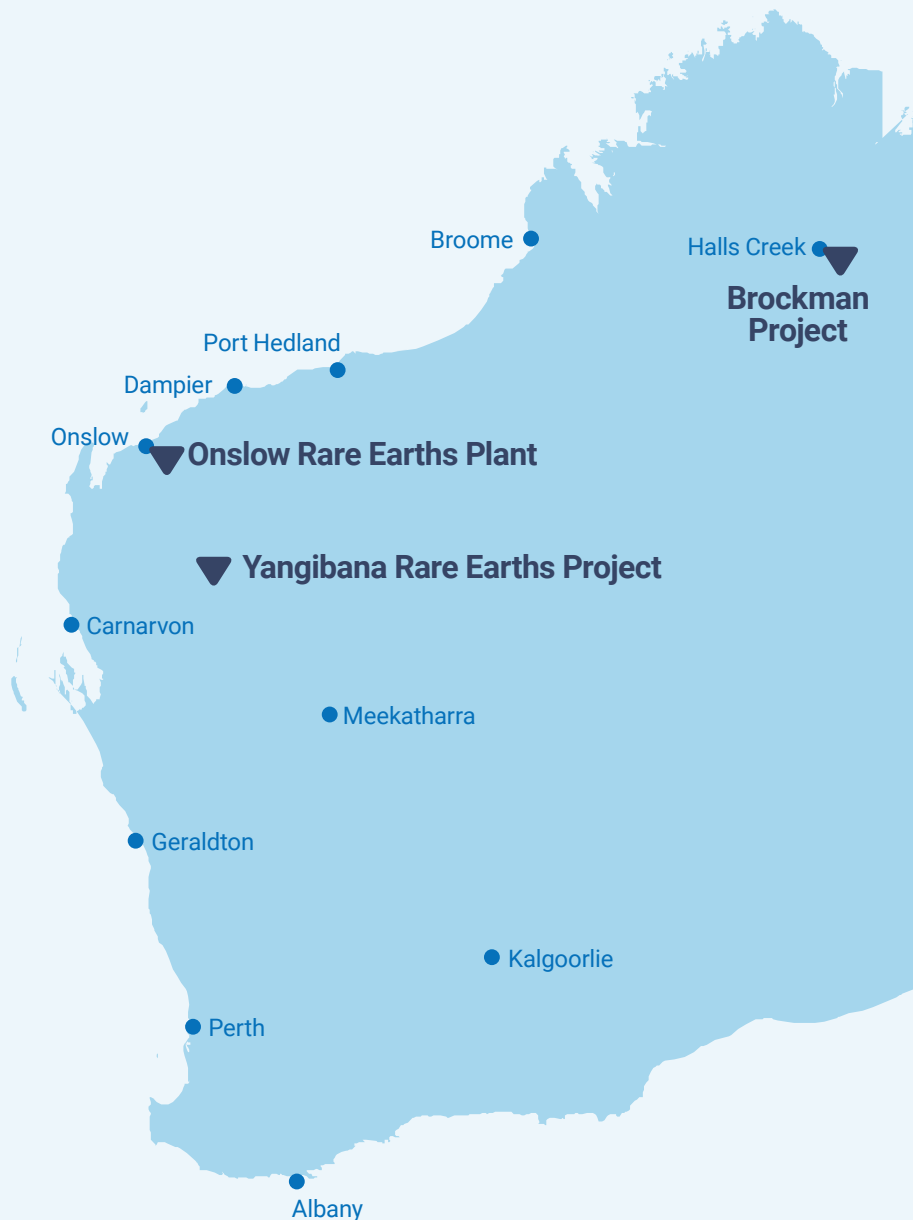 Broome
Halls Creek
Brockman
Project
Port Hedland
Dampier
Onslow
Onslow Rare Earths Plant
Yangibana Rare Earths Project
Carnarvon
Meekatharra
Geraldton
Kalgoorlie
Perth
Albany